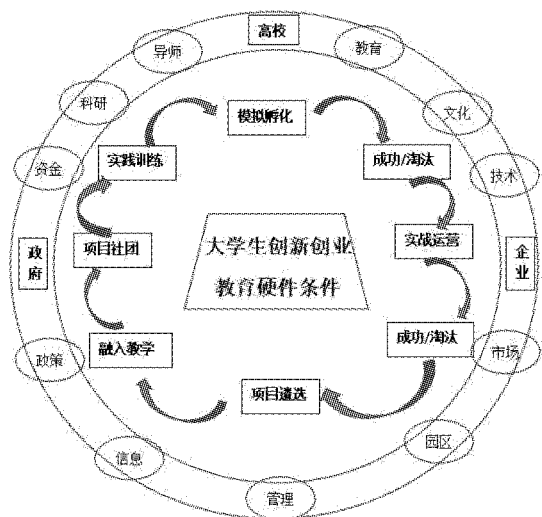 高校
导师
教育
科研
文化
模拟孵化
实践训练
成功/淘汰
资金
技术
大学生创新创业
教育硬件条件
政府
项目社团
实战运营
企业
融入教学
成功/淘汰
政策
市场
项目遴选
园区
信息
管理